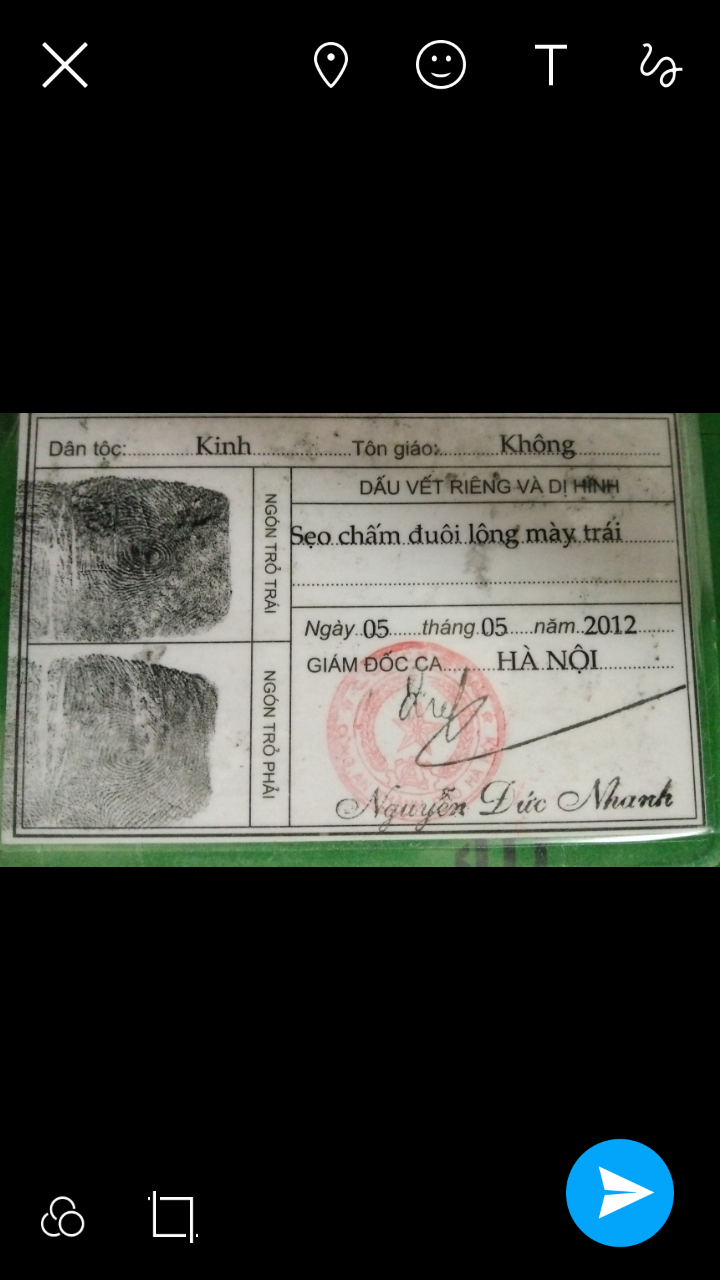 T
Dân tộc: Kinh Tôn giáo: Không
NGÓN TRỎ TRÁI
DẤU VẾT RIÊNG VÀ DỊ HÌNH
Sẹo chấm đuôi lông mày trái
Ngày 05 tháng 05 năm 2012
GIÁM ĐỐC CA HÀ NỘI
NGÓN TRỎ PHẢI
Nguyễn Đức Nhanh